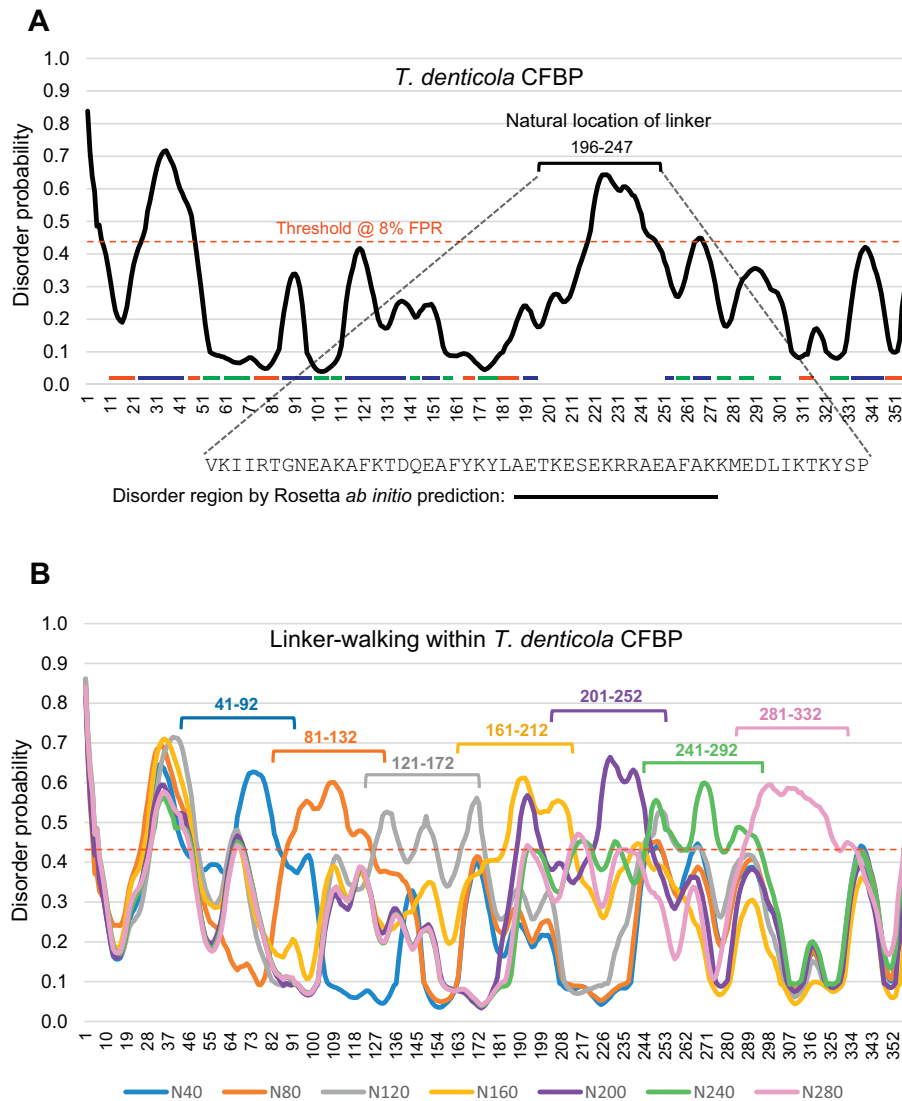 A
T. denticola CFBP
Natural location of linker
196-247
Threshold @ 8% FPR
Disorder probability
1.0
0.9
0.8
0.7
0.6
0.5
0.4
0.3
0.2
0.1
0.0
1 11 21 31 41 51 61 71 81 91 101 111 121 131 141 151 161 171 181 191 201 211 221 231 241 251 261 271 281 291 301 311 321 331 341 351
VKIIRTGNEAKAFKTDQEAFYKYLAETKESEKRRAEAFAKKMEDLIKTKYSP
Disorder region by Rosetta ab initio prediction:
B
Linker-walking within T. denticola CFBP
41-92
81-132
121-172
161-212
201-252
241-292
281-332
Disorder probability
1.0
0.9
0.8
0.7
0.6
0.5
0.4
0.3
0.2
0.1
0.0
1 10 19 28 37 46 55 64 73 82 91 100 109 118 127 136 145 154 163 172 181 190 199 208 217 226 235 244 253 262 271 280 289 298 307 316 325 334 343 352
N40 N80 N120 N160 N200 N240 N280